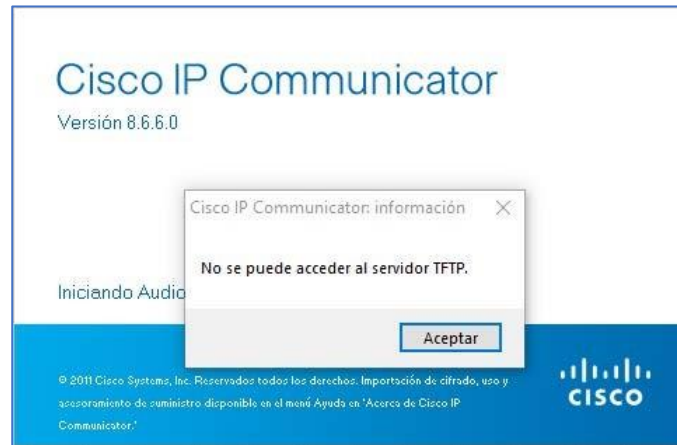 Cisco IP Communicator
Versión 8.6.6.0
Cisco IP Communicator: información
No se puede acceder al servidor TFTP.
Iniciando Audio
Aceptar
© 2011 Cisco Systems, Inc. Reservados todos los derechos. Importación de cifrado, uso y
asesoramiento de suministro disponible en el menú Ayuda en "Acerca de Cisco IP
Communicator."
CISCO